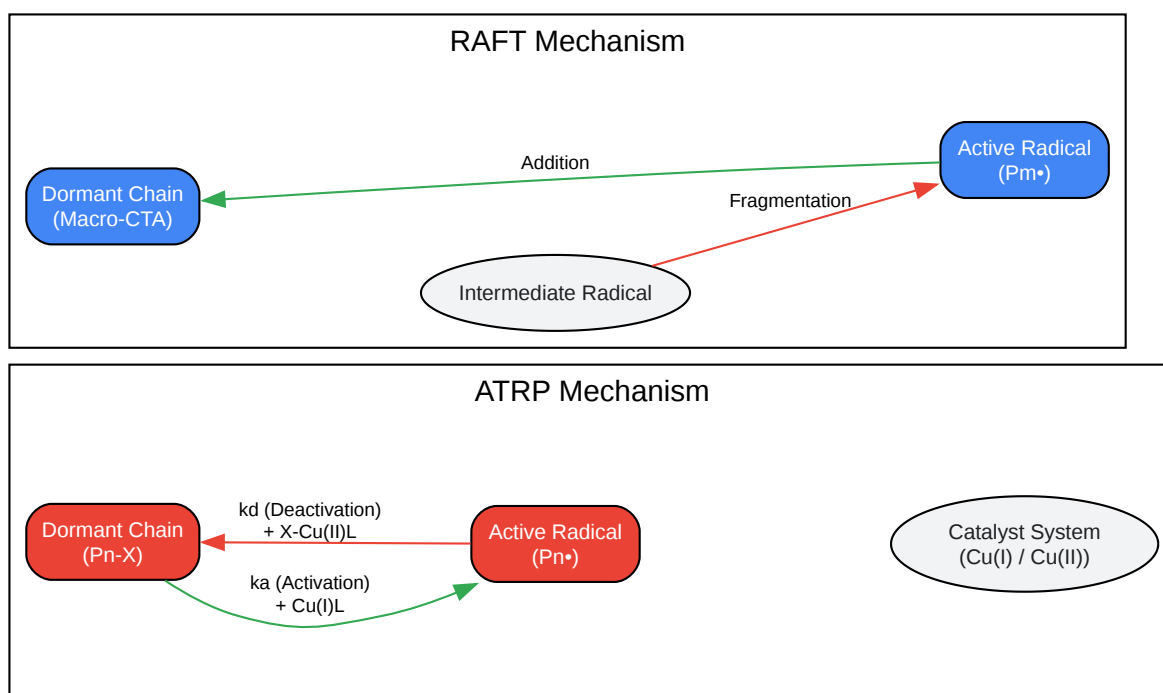 RAFT Mechanism
Dormant Chain
(Macro-CTA)
Addition
Active Radical
(Pm•)
Fragmentation
Intermediate Radical
ATRP Mechanism
Dormant Chain
(Pn-X)
kd (Deactivation)
+ X-Cu(II)L
ka (Activation)
+ Cu(I)L
Active Radical
(Pn•)
Catalyst System
(Cu(I) / Cu(II))